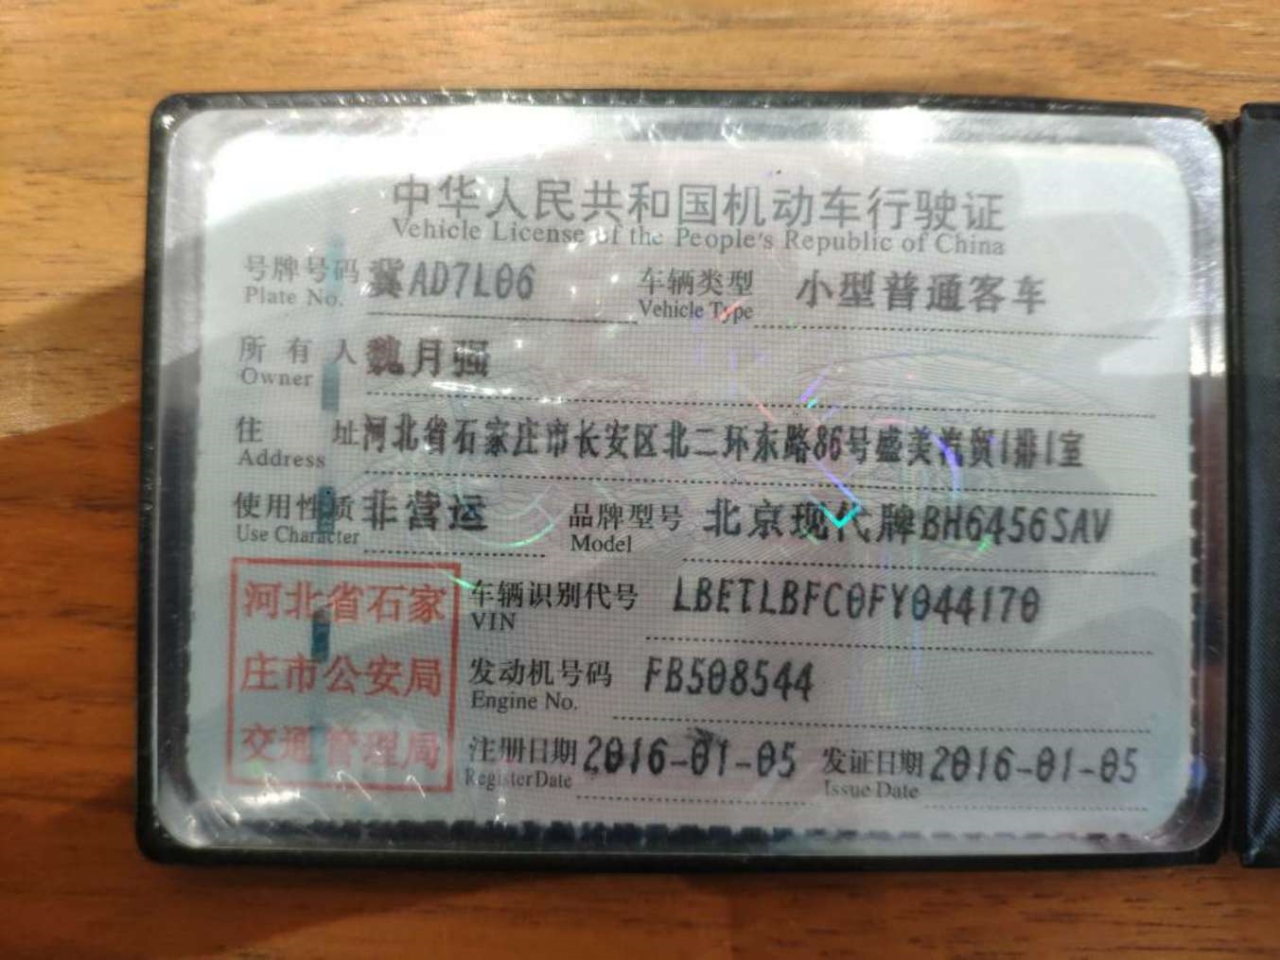 中华人民共和国机动车行驶证
Vehicle License of the People's Republic of China
号牌号码 冀AD7L06 车辆类型 小型普通客车
Plate No. Vehicle Type
所有人 魏月强
Owner
住址 河北省石家庄市长安区北二环东路86号盛美汽贸1排1室
Address
使用性质 非营运 品牌型号 北京现代牌BH6456SAV
Use Character Model
车辆识别代号 LBETLBFC0FY044170
VIN
发动机号码 FB508544
Engine No.
注册日期 2016-01-05 发证日期 2016-01-05
Register Date Issue Date
河北省石家
庄市公安局
交通管理局